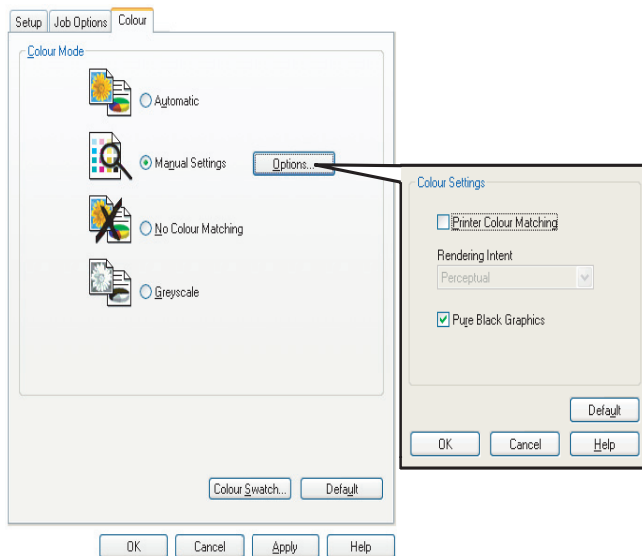 Setup
Job Options
Colour
Colour Mode
Automatic
Manual Settings
Options...
No Colour Matching
Greyscale
Colour Swatch...
Default
OK
Cancel
Apply
Help
Colour Settings
Printer Colour Matching
Rendering Intent
Perceptual
Pure Black Graphics
Default
OK
Cancel
Help